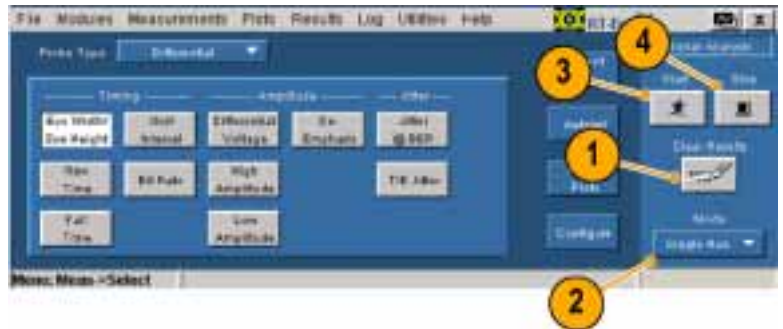 File Modules Measurements Plots Results Log Utilities Help
Probe Type Differential
Timing Amplitude Jitter
Eye Width Unit Differential De- Jitter
Eye Height Interval Voltage Emphasis @ BER
Rise Time Bit Rate High Amplitude TIE Jitter
Fall Time Low Amplitude
Plots
Configure
Start Stop
Clear Results
Mode
Single Run
Menu: Meas->Select
1
2
3
4